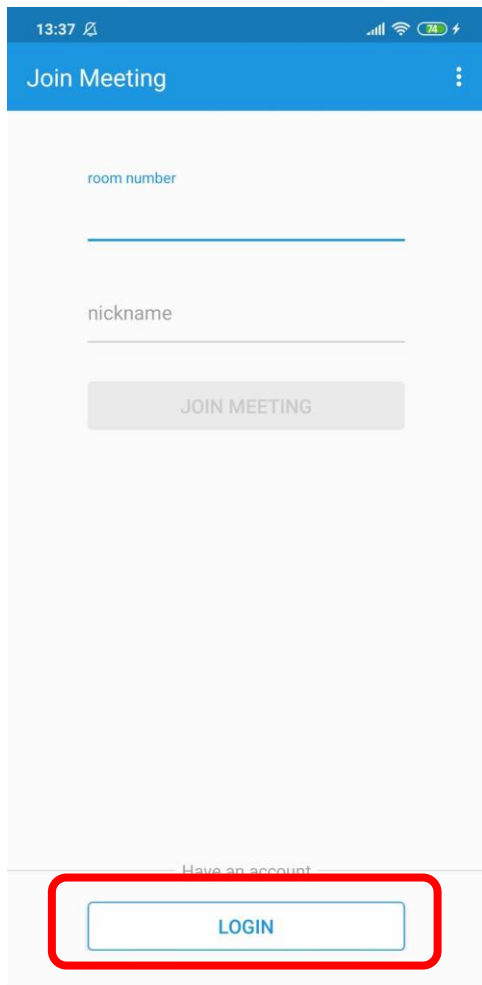 13:37
74
Join Meeting
room number
nickname
JOIN MEETING
Have an account
LOGIN